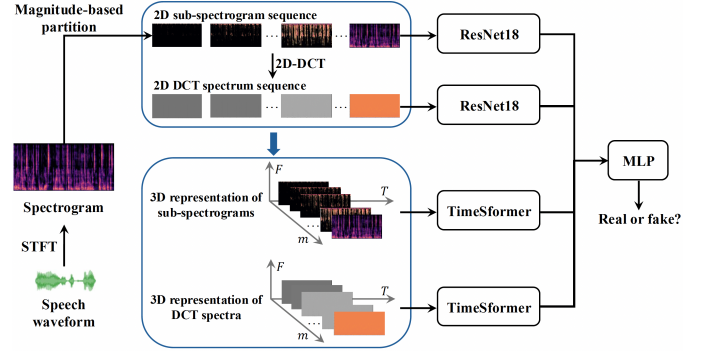 Magnitude-based
partition
2D sub-spectrogram sequence
...
...
2D-DCT
2D DCT spectrum sequence
...
...
ResNet18
ResNet18
MLP
Real or fake?
Spectrogram
STFT
Speech
waveform
F
3D representation of
sub-spectrograms
T
...
m
TimeSformer
F
3D representation of
DCT spectra
T
...
m
TimeSformer